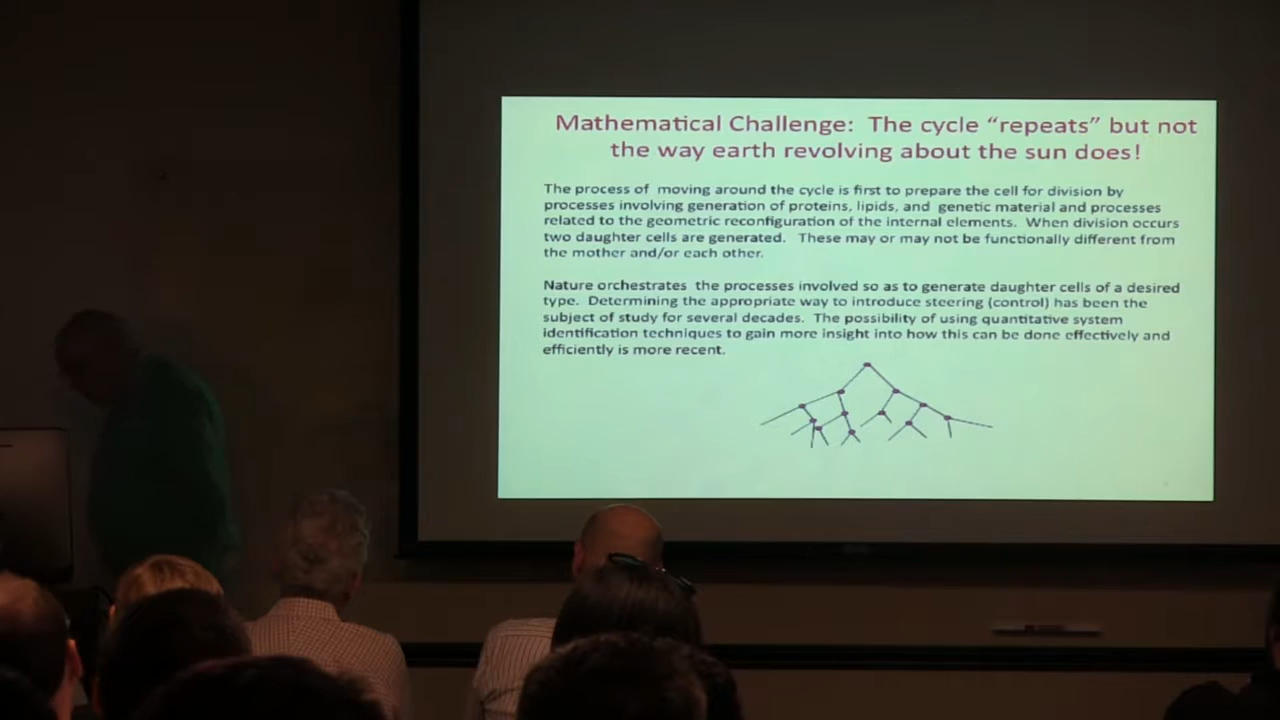 Mathematical Challenge: The cycle “repeats” but not
the way earth revolving about the sun does!
The process of moving around the cycle is first to prepare the cell for division by
processes involving generation of proteins, lipids, and genetic material and processes
related to the geometric reconfiguration of the internal elements. When division occurs
two daughter cells are generated. These may or may not be functionally different from
the mother and/or each other.
Nature orchestrates the processes involved so as to generate daughter cells of a desired
type. Determining the appropriate way to introduce steering (control) has been the
subject of study for several decades. The possibility of using quantitative system
identification techniques to gain more insight into how this can be done effectively and
efficiently is more recent.